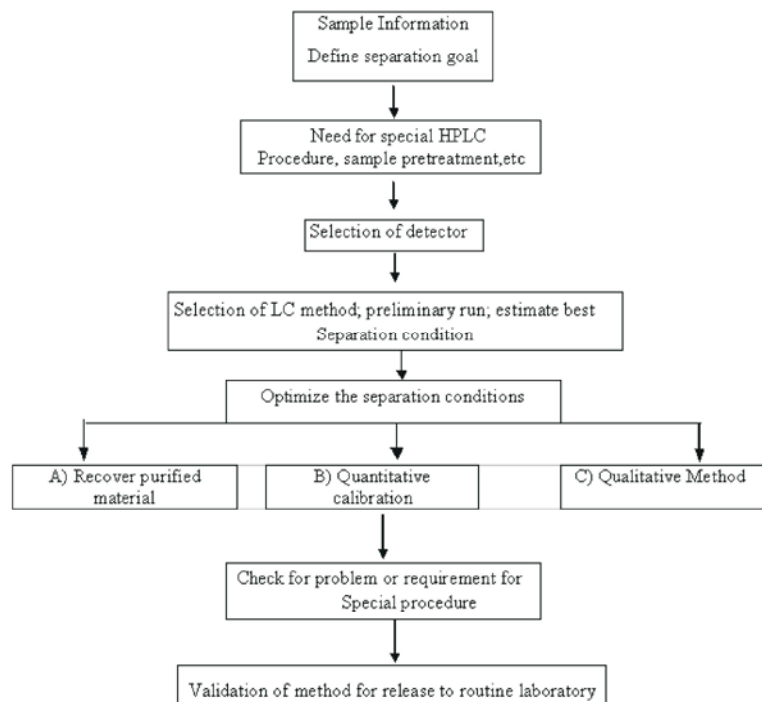 Sample Information
Define separation goal
Need for special HPLC
Procedure, sample pretreatment,etc
Selection of detector
Selection of LC method; preliminary run; estimate best
Separation condition
Optimize the separation conditions
A) Recover purified
material
B) Quantitative
calibration
C) Qualitative Method
Check for problem or requirement for
Special procedure
Validation of method for release to routine laboratory